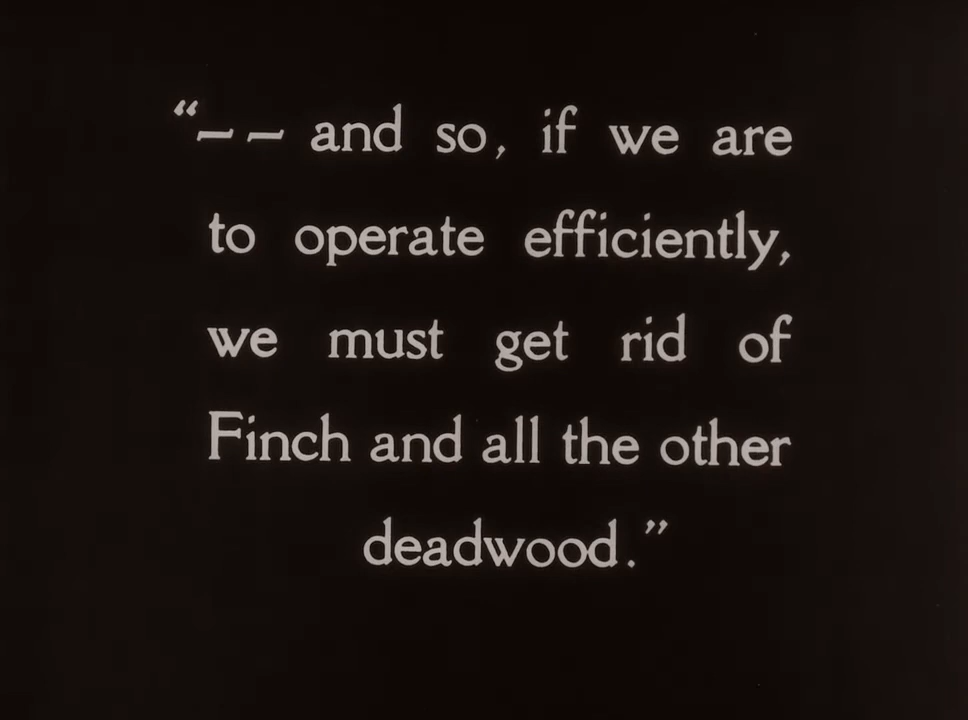 “–– and so, if we are
to operate efficiently,
we must get rid of
Finch and all the other
deadwood.”